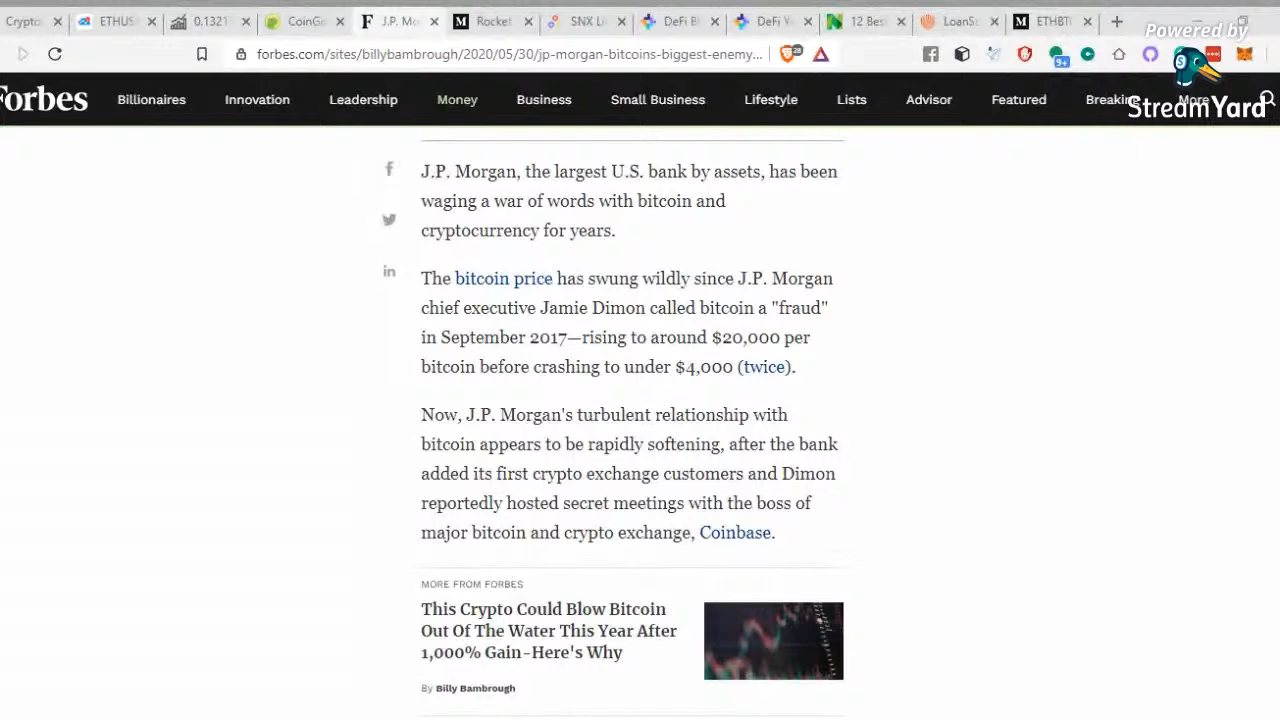 Crypto
ETHUS
0.1321
CoinGe
J.P. Mo
Rocket
SNX Li
DeFi B
DeFi Y
12 Bes
LoanS
ETHBT
Powered by
forbes.com/sites/billybambrough/2020/05/30/jp-morgan-bitcoins-biggest-enemy...
9+
Forbes
Billionaires
Innovation
Leadership
Money
Business
Small Business
Lifestyle
Lists
Advisor
Featured
Breaking
More
StreamYard
J.P. Morgan, the largest U.S. bank by assets, has been
waging a war of words with bitcoin and
cryptocurrency for years.
The bitcoin price has swung wildly since J.P. Morgan
chief executive Jamie Dimon called bitcoin a "fraud"
in September 2017—rising to around $20,000 per
bitcoin before crashing to under $4,000 (twice).
Now, J.P. Morgan's turbulent relationship with
bitcoin appears to be rapidly softening, after the bank
added its first crypto exchange customers and Dimon
reportedly hosted secret meetings with the boss of
major bitcoin and crypto exchange, Coinbase.
MORE FROM FORBES
This Crypto Could Blow Bitcoin
Out Of The Water This Year After
1,000% Gain–Here's Why
By Billy Bambrough